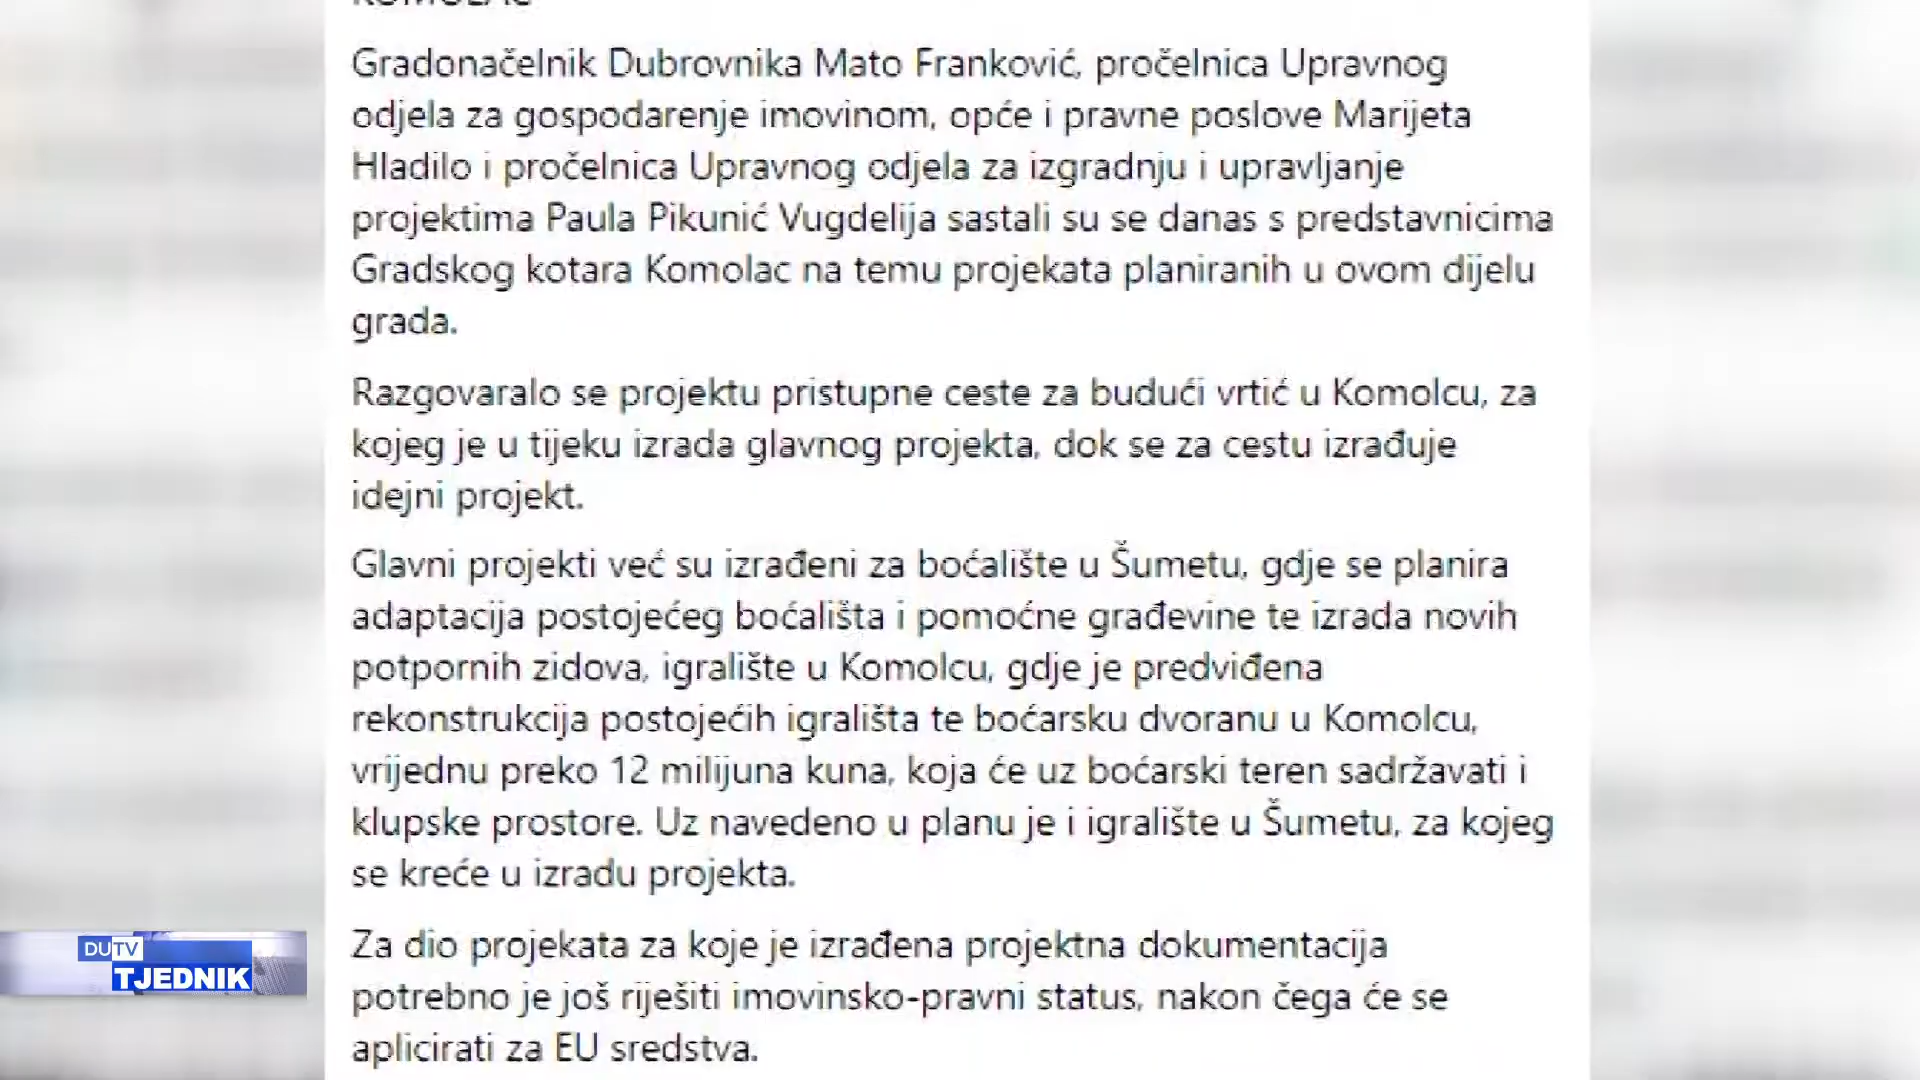 KOMOLAC
Gradonačelnik Dubrovnika Mato Franković, pročelnica Upravnog
odjela za gospodarenje imovinom, opće i pravne poslove Marijeta
Hladilo i pročelnica Upravnog odjela za izgradnju i upravljanje
projektima Paula Pikunić Vugdelija sastali su se danas s predstavnicima
Gradskog kotara Komolac na temu projekata planiranih u ovom dijelu
grada.
Razgovaralo se projektu pristupne ceste za budući vrtić u Komolcu, za
kojeg je u tijeku izrada glavnog projekta, dok se za cestu izrađuje
idejni projekt.
Glavni projekti već su izrađeni za boćalište u Šumetu, gdje se planira
adaptacija postojećeg boćališta i pomoćne građevine te izrada novih
potpornih zidova, igralište u Komolcu, gdje je predviđena
rekonstrukcija postojećih igrališta te boćarsku dvoranu u Komolcu,
vrijednu preko 12 milijuna kuna, koja će uz boćarski teren sadržavati i
klupske prostore. Uz navedeno u planu je i igralište u Šumetu, za kojeg
se kreće u izradu projekta.
Za dio projekata za koje je izrađena projektna dokumentacija
potrebno je još riješiti imovinsko-pravni status, nakon čega će se
aplicirati za EU sredstva.
DUTV
TJEDNIK